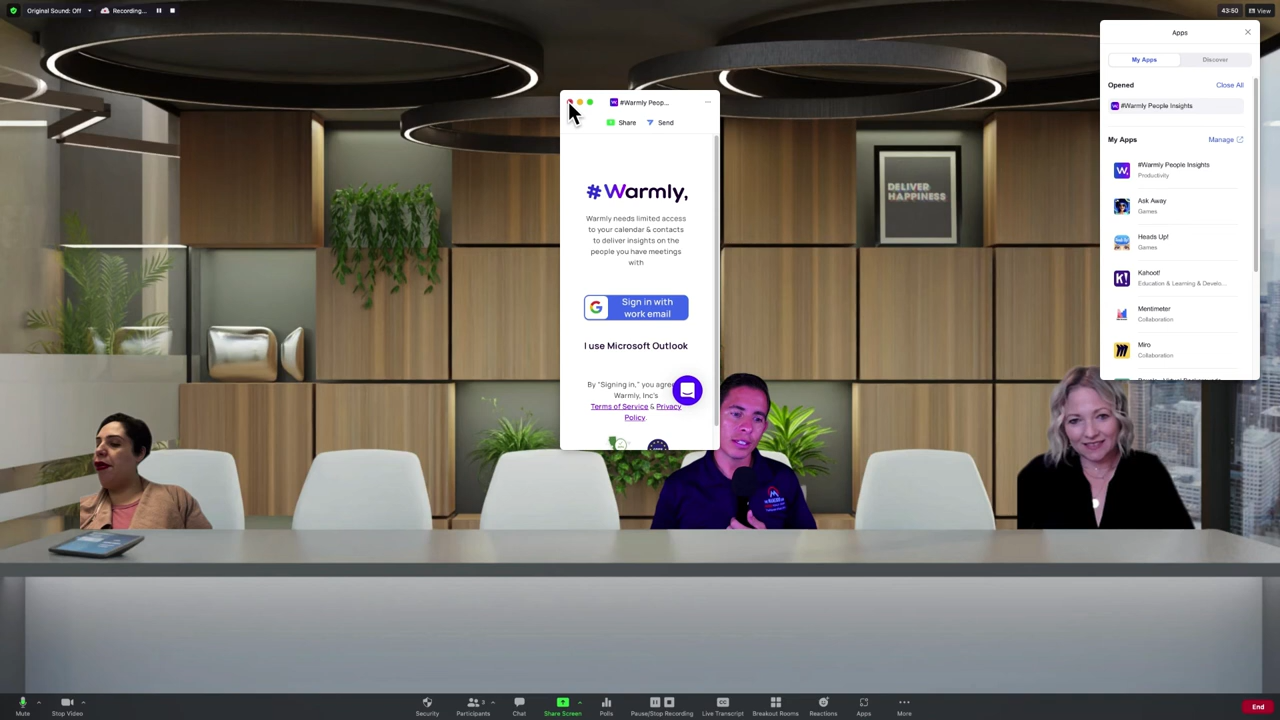 Original Sound: Off
Recording...
43:50
View
Apps
My Apps
Discover
Opened
Close All
#Warmly People Insights
My Apps
Manage
#Warmly People Insights
Productivity
Ask Away
Games
Heads Up!
Games
Kahoot!
Education & Learning & Develo...
Mentimeter
Collaboration
Miro
Collaboration
#Warmly Peop...
Share
Send
#Warmly,
Warmly needs limited access
to your calendar & contacts
to deliver insights on the
people you have meetings
with
Sign in with
work email
I use Microsoft Outlook
By "Signing in," you agre
Warmly, Inc's
Terms of Service & Privacy
Policy.
DELIVER
HAPPINESS
Mute
Stop Video
Security
Participants
3
Chat
Share Screen
Polls
Pause/Stop Recording
Live Transcript
Breakout Rooms
Reactions
Apps
More
End